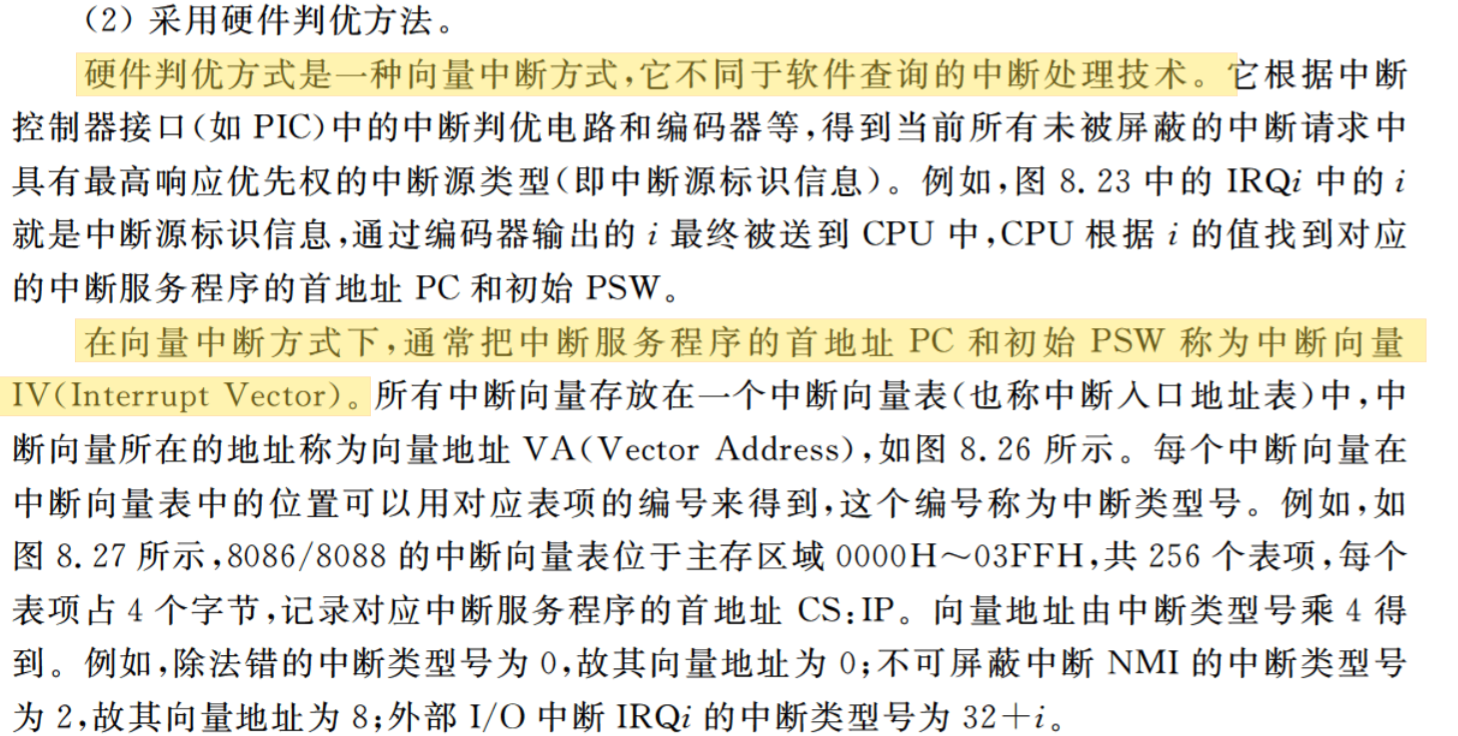 (2) 采用硬件判优方法。
硬件判优方式是一种向量中断方式,它不同于软件查询的中断处理技术。它根据中断
控制器接口(如 PIC)中的中断判优电路和编码器等,得到当前所有未被屏蔽的中断请求中
具有最高响应优先权的中断源类型(即中断源标识信息)。例如,图 8.23 中的 IRQi 中的 i
就是中断源标识信息,通过编码器输出的 i 最终被送到 CPU 中,CPU 根据 i 的值找到对应
的中断服务程序的首地址 PC 和初始 PSW。
在向量中断方式下,通常把中断服务程序的首地址 PC 和初始 PSW 称为中断向量
IV(Interrupt Vector)。所有中断向量存放在一个中断向量表(也称中断入口地址表)中,中
断向量所在的地址称为向量地址 VA(Vector Address),如图 8.26 所示。每个中断向量在
中断向量表中的位置可以用对应表项的编号来得到,这个编号称为中断类型号。例如,如
图 8.27 所示,8086/8088 的中断向量表位于主存区域 0000H～03FFH,共 256 个表项,每个
表项占 4 个字节,记录对应中断服务程序的首地址 CS:IP。向量地址由中断类型号乘 4 得
到。例如,除法错的中断类型号为 0,故其向量地址为 0;不可屏蔽中断 NMI 的中断类型号
为 2,故其向量地址为 8;外部 I/O 中断 IRQi 的中断类型号为 32+i。